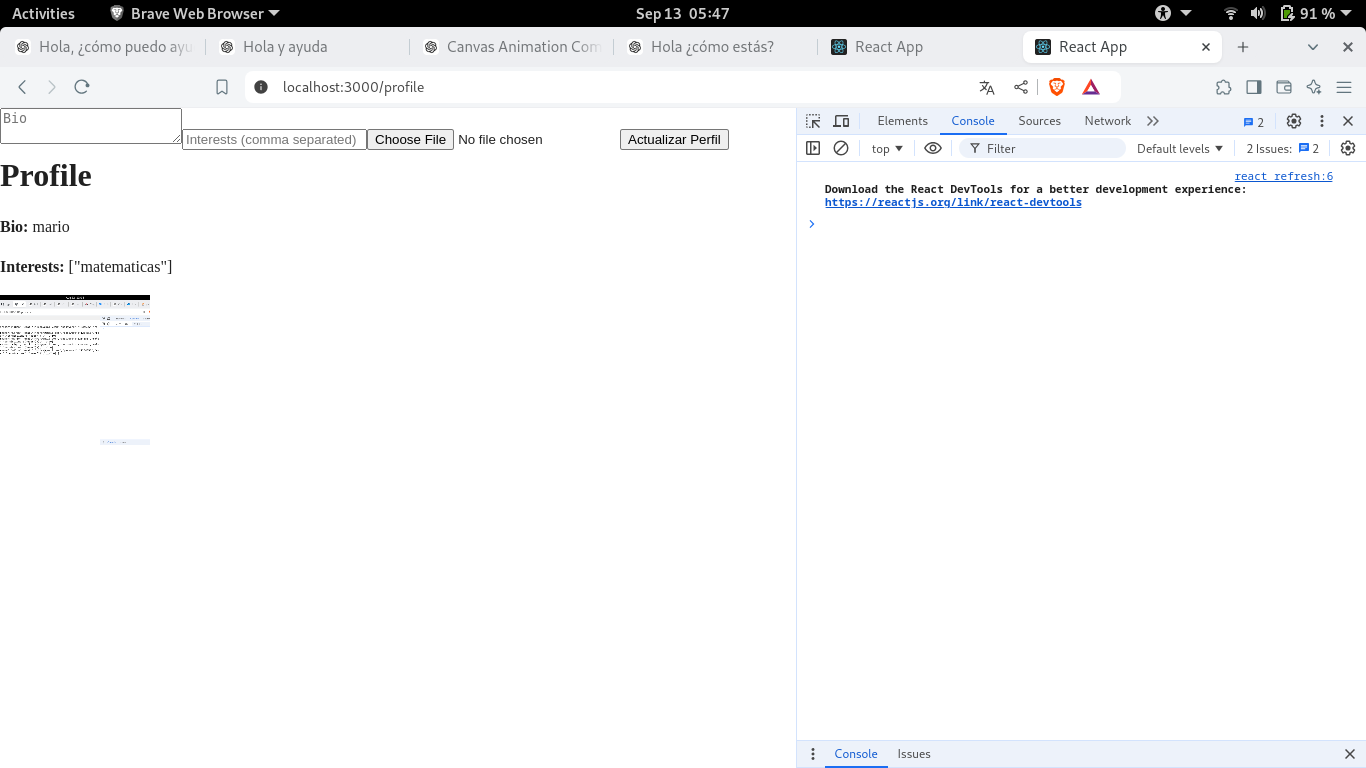 Activities
Brave Web Browser
Sep 13 05:47
91 %
Hola, ¿cómo puedo ayu
Hola y ayuda
Canvas Animation Com
Hola ¿cómo estás?
React App
React App
localhost:3000/profile
Bio
Interests (comma separated)
Choose File
No file chosen
Actualizar Perfil
Profile
Bio: mario
Interests: ["matematicas"]
Elements
Console
Sources
Network
2
top
Filter
Default levels
2 Issues:
2
react refresh:6
Download the React DevTools for a better development experience:
https://reactjs.org/link/react-devtools
Console
Issues